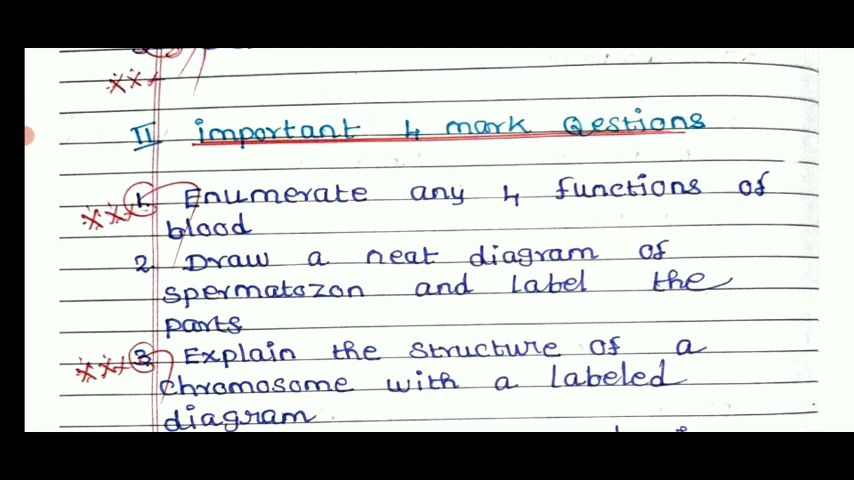 II important 4 mark Qestions
1. Enumerate any 4 functions of
blood
2. Draw a neat diagram of
spermatozon and label the
parts
3. Explain the structure of a
chromosome with a labeled
diagram